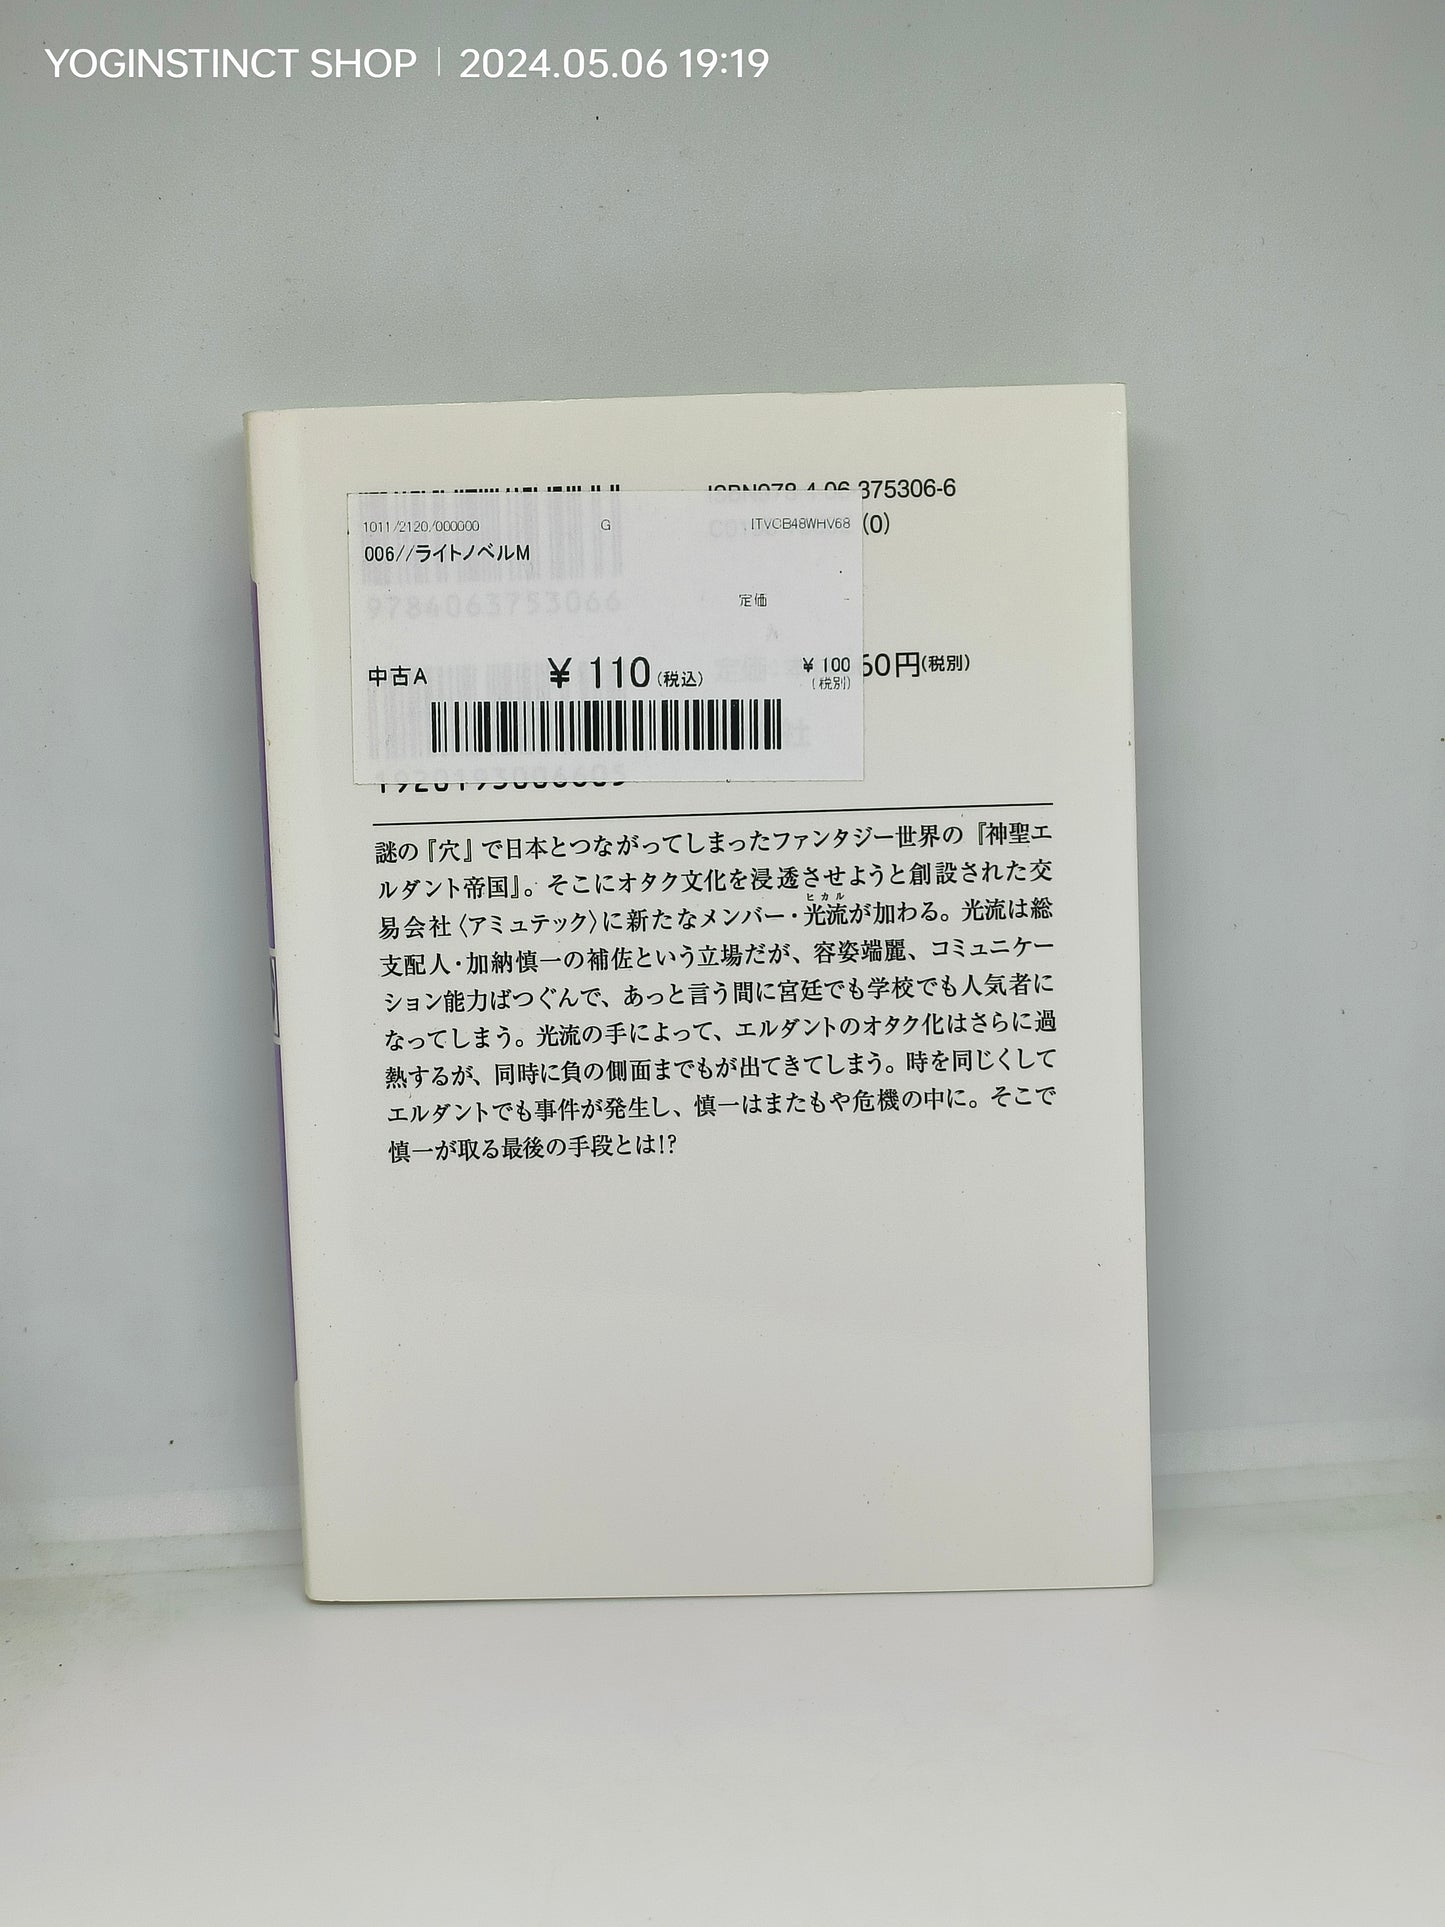 YOGINSTINCT SHOP | 2024.05.06 19:19
ISBN978-4-06-375306-6
1011/2120/000000 G ITVCB48WHV68
(0)
006//ライトノベルM
9784063753066
定価
中古A ¥110(税込) ¥100
(税別)
60円(税別)
社
1920193006605
謎の『穴』で日本とつながってしまったファンタジー世界の『神聖エ
ルダント帝国』。そこにオタク文化を浸透させようと創設された交
ヒカル
易会社〈アミュテック〉に新たなメンバー・光流が加わる。光流は総
支配人・加納慎一の補佐という立場だが、容姿端麗、コミュニケー
ション能力ばつぐんで、あっと言う間に宮廷でも学校でも人気者に
なってしまう。光流の手によって、エルダントのオタク化はさらに過
熱するが、同時に負の側面までもが出てきてしまう。時を同じくして
エルダントでも事件が発生し、慎一はまたもや危機の中に。そこで
慎一が取る最後の手段とは!?